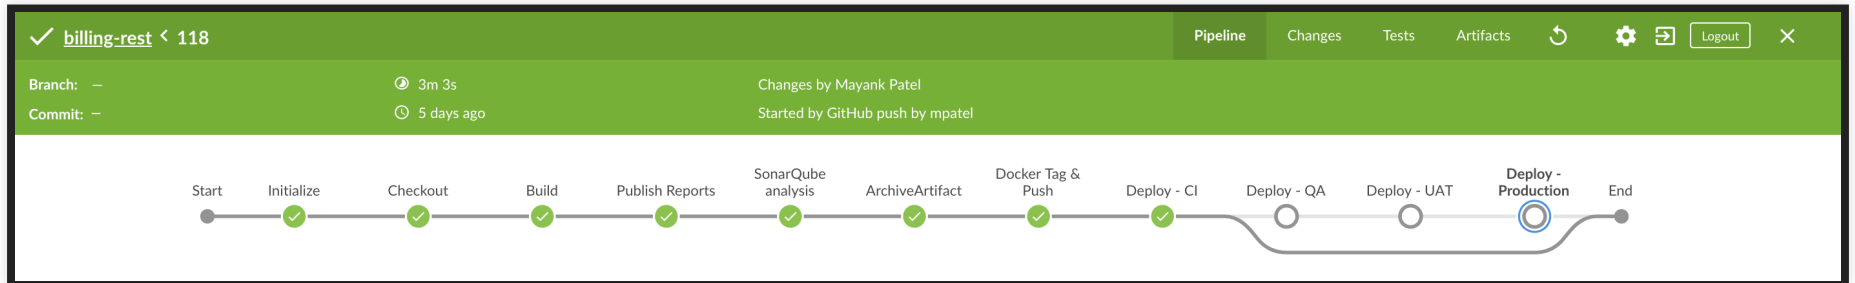 billing-rest < 118
Pipeline Changes Tests Artifacts Logout
Branch: —
3m 3s
Changes by Mayank Patel
Commit: —
5 days ago
Started by GitHub push by mpatel
Start
Initialize
Checkout
Build
Publish Reports
SonarQube
analysis
ArchiveArtifact
Docker Tag &
Push
Deploy - CI
Deploy - QA
Deploy - UAT
Deploy -
Production
End